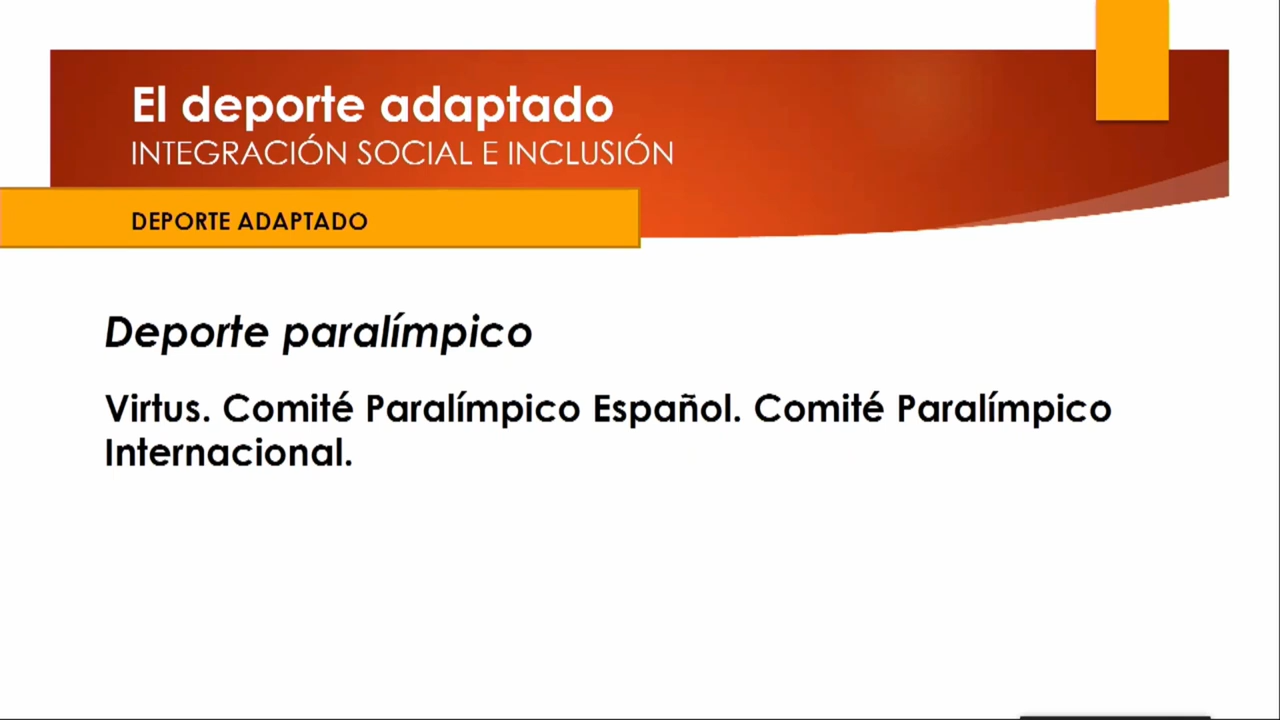 El deporte adaptado
INTEGRACIÓN SOCIAL E INCLUSIÓN
DEPORTE ADAPTADO
Deporte paralímpico
Virtus. Comité Paralímpico Español. Comité Paralímpico
Internacional.